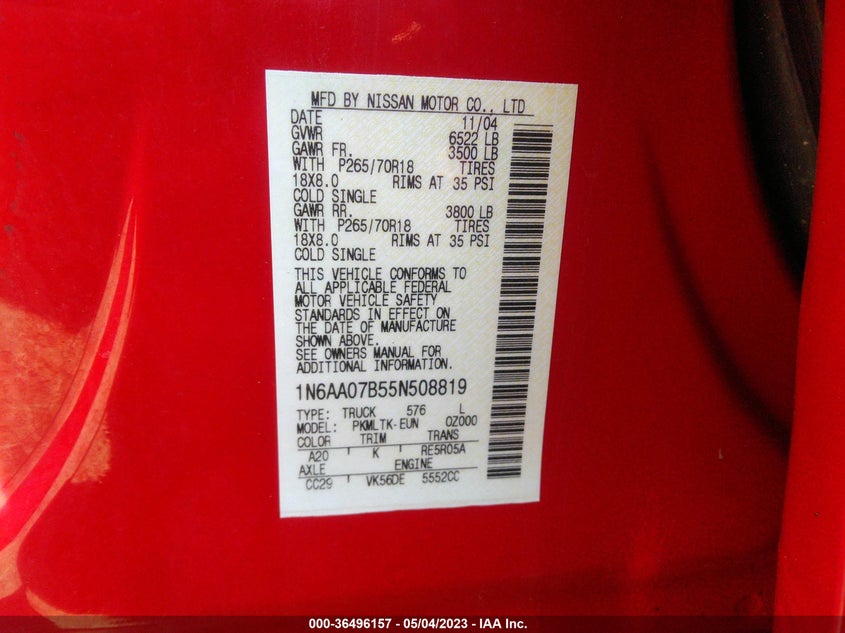 MFD BY NISSAN MOTOR CO., LTD
DATE 11/04
GVWR 6522 LB
GAWR FR. 3500 LB
WITH P265/70R18 TIRES
18X8.0 RIMS AT 35 PSI
COLD SINGLE
GAWR RR. 3800 LB
WITH P265/70R18 TIRES
18X8.0 RIMS AT 35 PSI
COLD SINGLE
THIS VEHICLE CONFORMS TO
ALL APPLICABLE FEDERAL
MOTOR VEHICLE SAFETY
STANDARDS IN EFFECT ON
THE DATE OF MANUFACTURE
SHOWN ABOVE.
SEE OWNERS MANUAL FOR
ADDITIONAL INFORMATION.
1N6AA07B55N508819
TYPE: TRUCK 576 L
MODEL: PKMLTK-EUN QZ000
COLOR TRIM TRANS
A20 K RE5R05A
AXLE ENGINE
CC29 VK56DE 5552CC
000-36496157 - 05/04/2023 - IAA Inc.